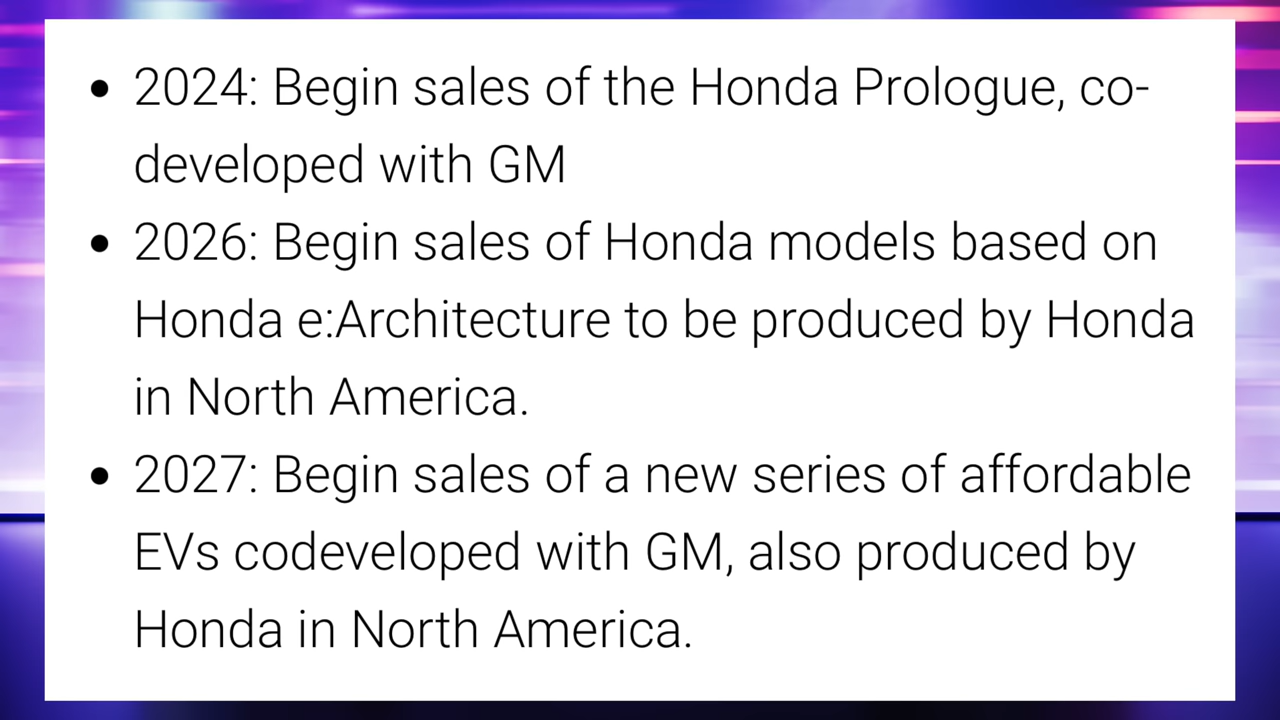 • 2024: Begin sales of the Honda Prologue, co-
developed with GM
• 2026: Begin sales of Honda models based on
Honda e:Architecture to be produced by Honda
in North America.
• 2027: Begin sales of a new series of affordable
EVs codeveloped with GM, also produced by
Honda in North America.